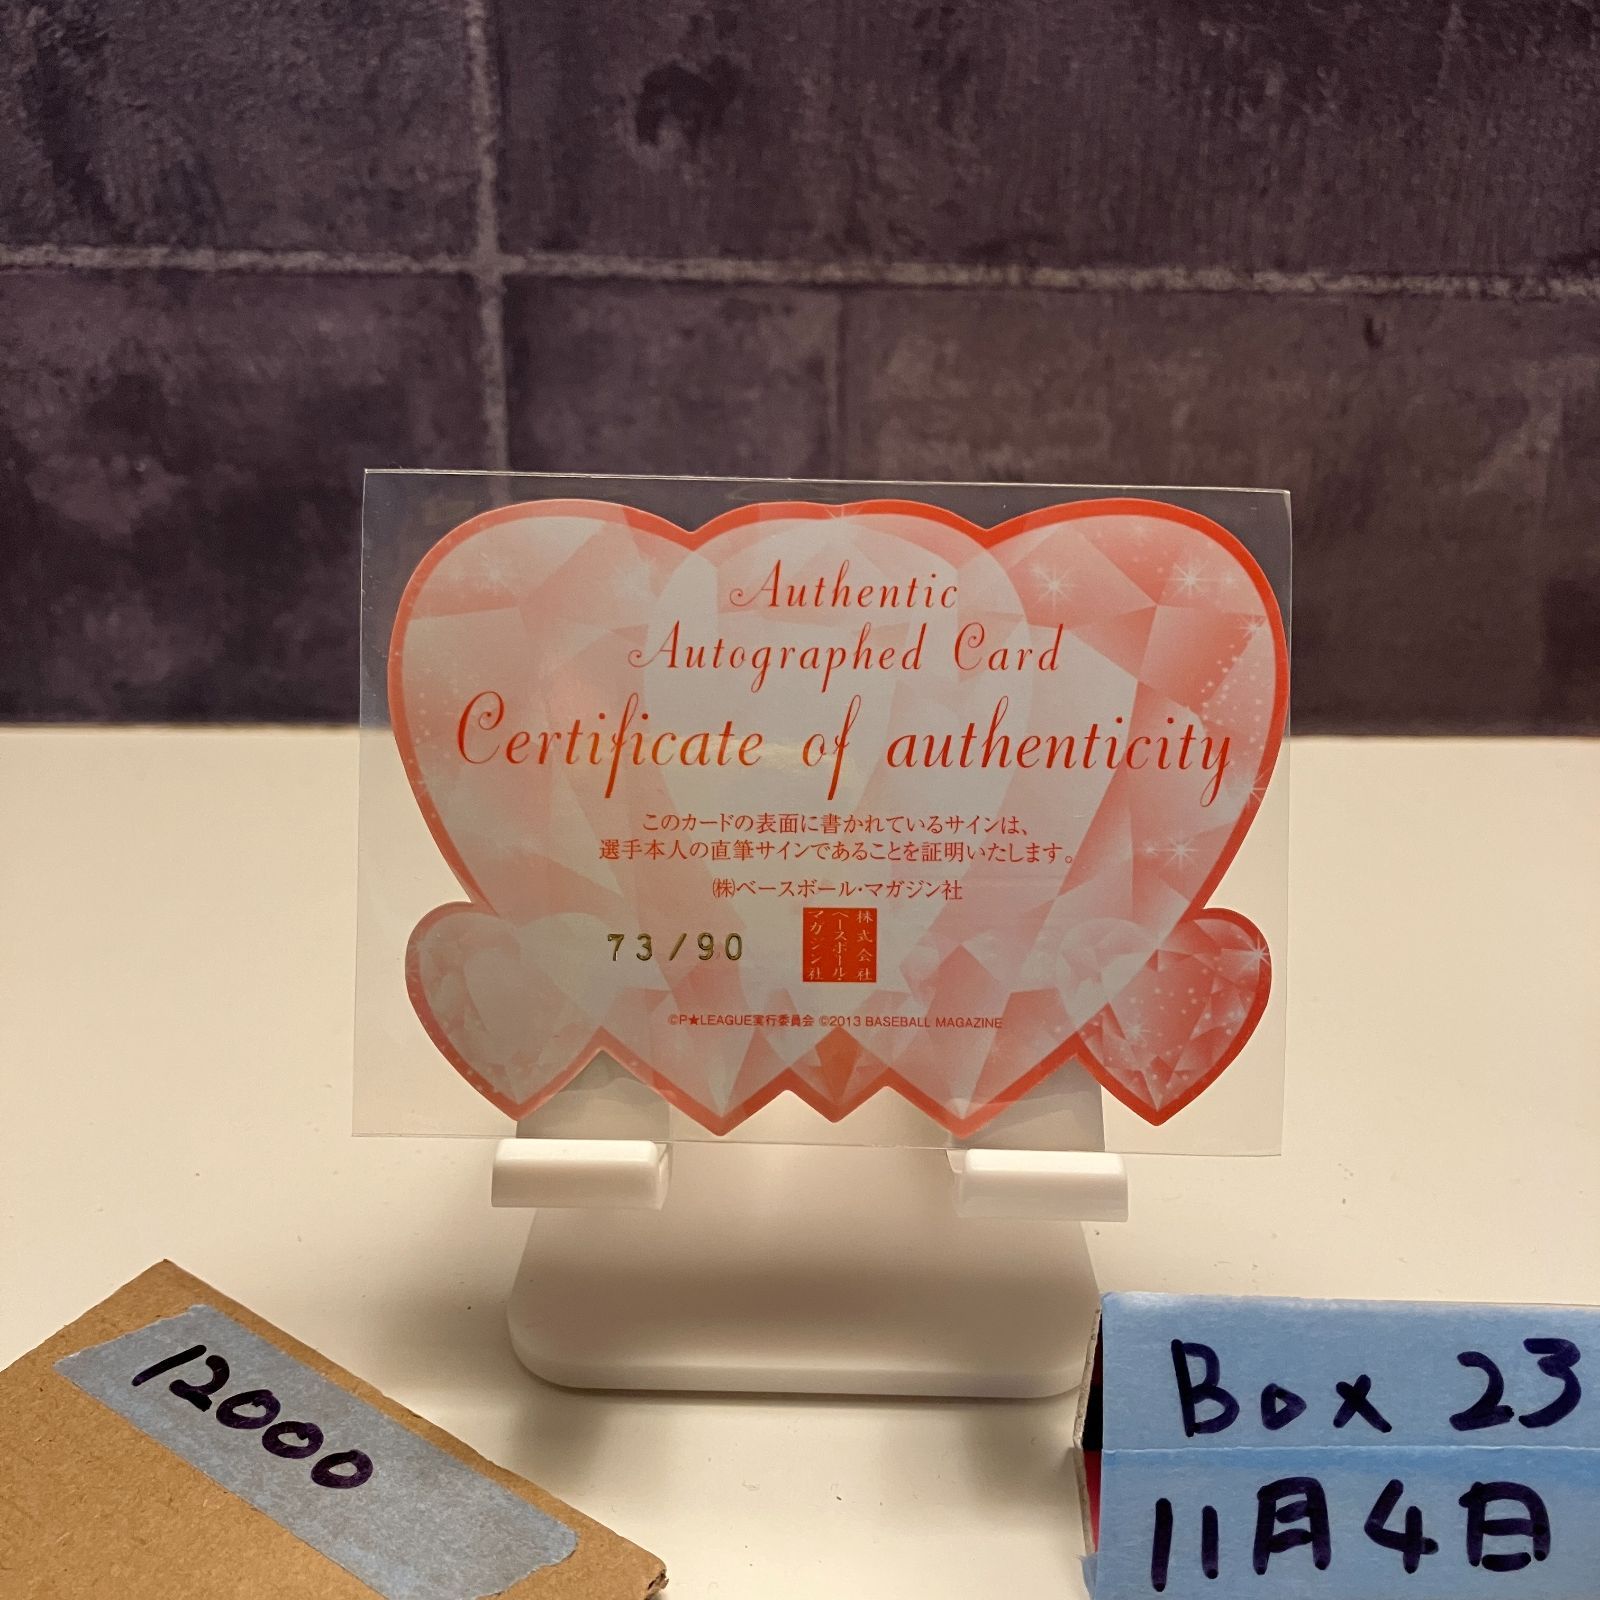 Authentic
Autographed Card
Certificate of authenticity
このカードの表面に書かれているサインは、
選手本人の直筆サインであることを証明いたします。
㈱ベースボール・マガジン社
73/90
株式会社
ベースボール・
マガジン社
©P★LEAGUE実行委員会 ©2013 BASEBALL MAGAZINE
12000
Box 23
11月4日